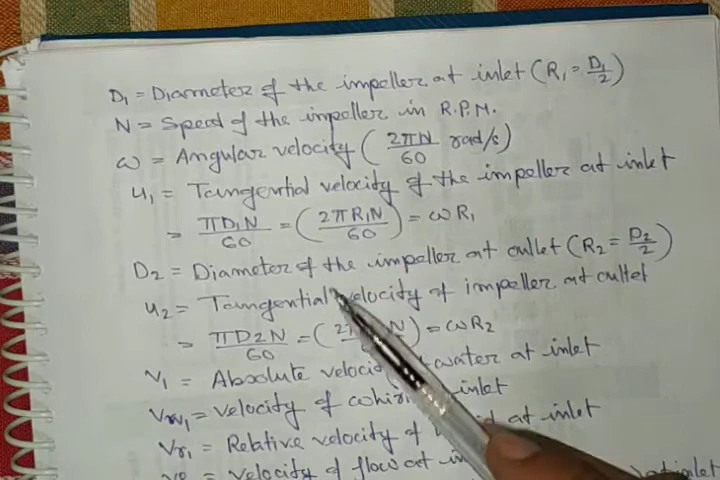 D₁ = Diameter of the impeller at inlet (R₁ = D₁/2)
N = Speed of the impeller in R.P.M.
ω = Angular velocity (2πN/60 rad/s)
u₁ = Tangential velocity of the impeller at inlet
= πD₁N/60 = (2πR₁N/60) = ωR₁
D₂ = Diameter of the impeller at outlet (R₂ = D₂/2)
u₂ = Tangential velocity of impeller at outlet
= πD2N/60 = ( N ) = ωR₂
V₁ = Absolute water at inlet
Vw₁ = Velocity of inlet
Vr₁ = Relative velocity of at inlet
= Velocity of flow at